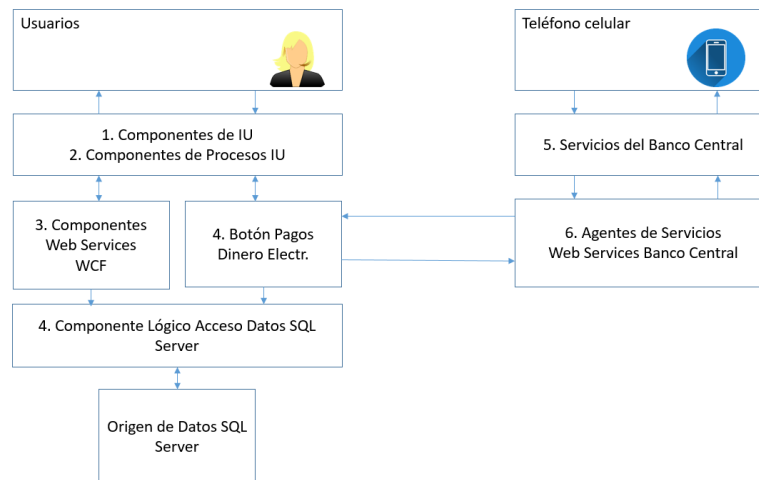 Usuarios
Teléfono celular
1. Componentes de IU
2. Componentes de Procesos IU
5. Servicios del Banco Central
3. Componentes
Web Services
WCF
4. Botón Pagos
Dinero Electr.
6. Agentes de Servicios
Web Services Banco Central
4. Componente Lógico Acceso Datos SQL
Server
Origen de Datos SQL
Server